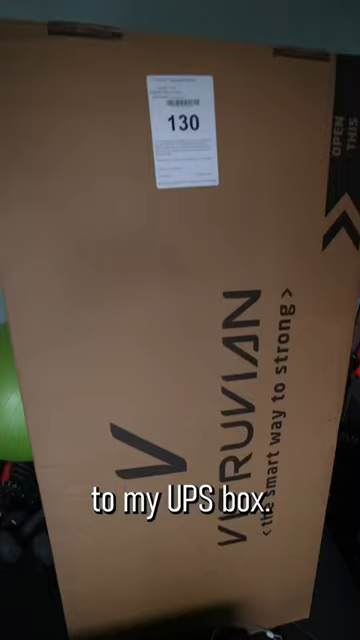 130
OPEN
THIS
V
VITRUVIAN
<the smart way to strong>
to my UPS box.